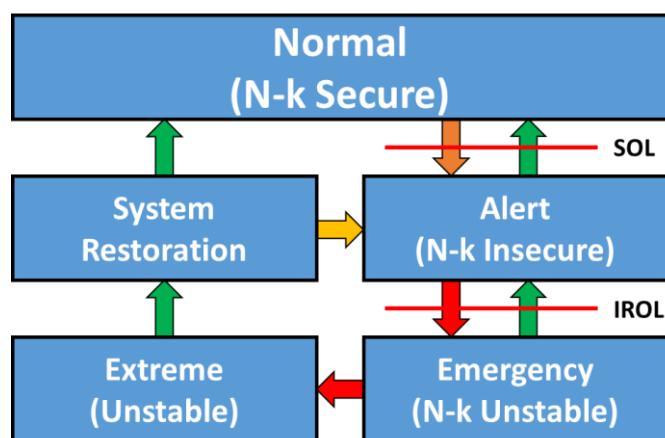 Normal
(N-k Secure)
SOL
System
Restoration
Alert
(N-k Insecure)
IROL
Extreme
(Unstable)
Emergency
(N-k Unstable)